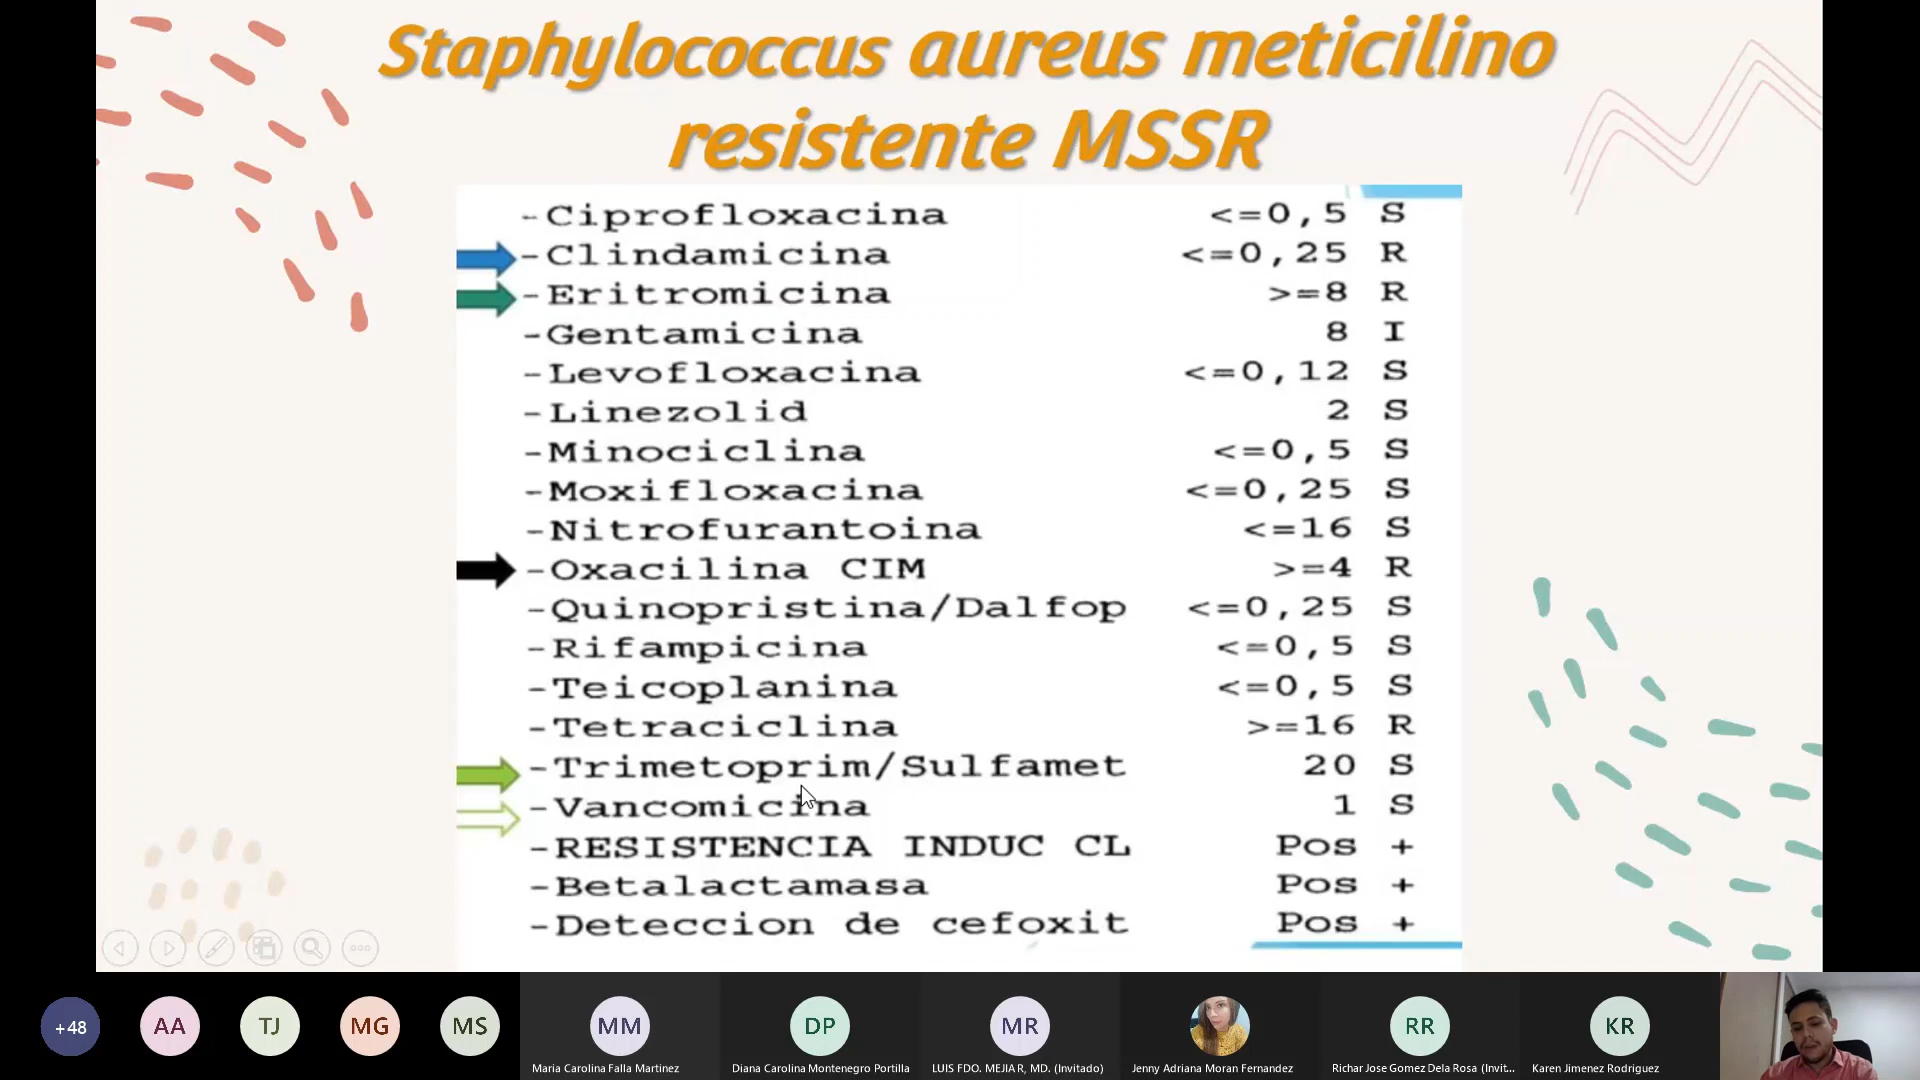 Staphylococcus aureus meticilino
resistente MSSR
-Ciprofloxacina <=0,5 S
-Clindamicina <=0,25 R
-Eritromicina >=8 R
-Gentamicina 8 I
-Levofloxacina <=0,12 S
-Linezolid 2 S
-Minociclina <=0,5 S
-Moxifloxacina <=0,25 S
-Nitrofurantoina <=16 S
-Oxacilina CIM >=4 R
-Quinopristina/Dalfop <=0,25 S
-Rifampicina <=0,5 S
-Teicoplanina <=0,5 S
-Tetraciclina >=16 R
-Trimetoprim/Sulfamet 20 S
-Vancomicina 1 S
-RESISTENCIA INDUC CL Pos +
-Betalactamasa Pos +
-Deteccion de cefoxit Pos +
+48 AA TJ MG MS MM DP MR RR KR
Maria Carolina Falla Martinez Diana Carolina Montenegro Portilla LUIS FDO. MEJIA R, MD. (Invitado) Jenny Adriana Moran Fernandez Richar Jose Gomez Dela Rosa (Invit... Karen Jimenez Rodriguez